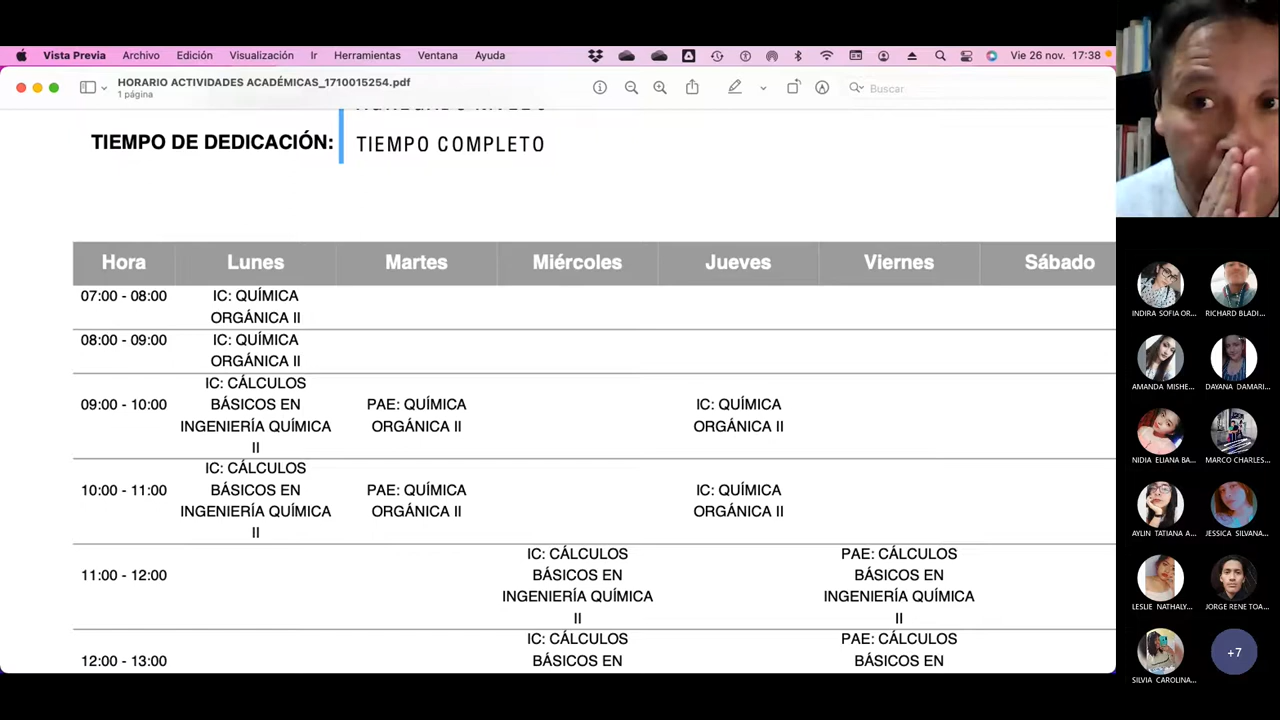 Vista Previa Archivo Edición Visualización Ir Herramientas Ventana Ayuda Vie 26 nov. 17:38
HORARIO ACTIVIDADES ACADÉMICAS_1710015254.pdf
1 página
Buscar
TIEMPO DE DEDICACIÓN: TIEMPO COMPLETO
Hora Lunes Martes Miércoles Jueves Viernes Sábado
07:00 - 08:00 IC: QUÍMICA
ORGÁNICA II
08:00 - 09:00 IC: QUÍMICA
ORGÁNICA II
IC: CÁLCULOS
09:00 - 10:00 BÁSICOS EN PAE: QUÍMICA IC: QUÍMICA
INGENIERÍA QUÍMICA ORGÁNICA II ORGÁNICA II
II
IC: CÁLCULOS
10:00 - 11:00 BÁSICOS EN PAE: QUÍMICA IC: QUÍMICA
INGENIERÍA QUÍMICA ORGÁNICA II ORGÁNICA II
II
IC: CÁLCULOS PAE: CÁLCULOS
11:00 - 12:00 BÁSICOS EN BÁSICOS EN
INGENIERÍA QUÍMICA INGENIERÍA QUÍMICA
II II
IC: CÁLCULOS PAE: CÁLCULOS
12:00 - 13:00 BÁSICOS EN BÁSICOS EN
INDIRA SOFIA OR... RICHARD BLADI...
AMANDA MISHE... DAYANA DAMARI...
NIDIA ELIANA BA... MARCO CHARLES...
AYLIN TATIANA A... JESSICA SILVANA...
LESLIE NATHALY... JORGE RENE TOA...
SILVIA CAROLINA... +7